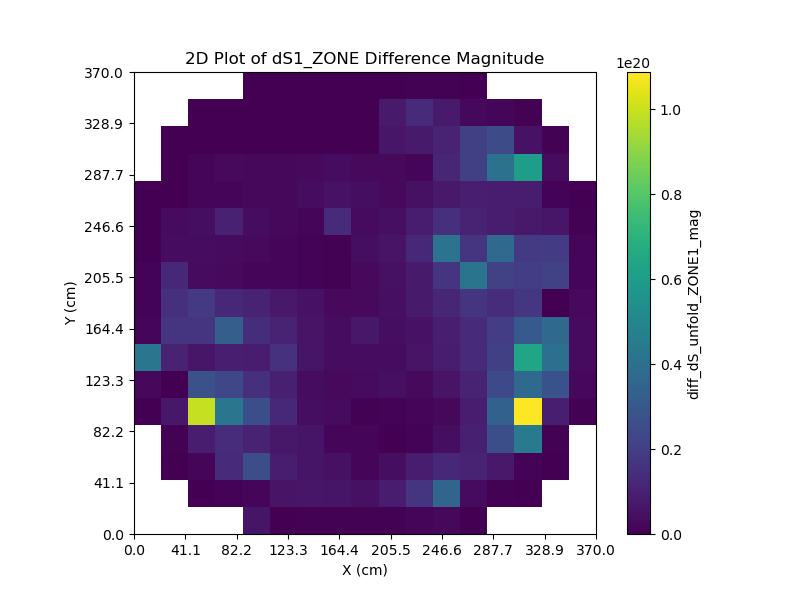 2D Plot of dS1_ZONE Difference Magnitude
1e20
370.0
328.9
287.7
246.6
205.5
164.4
123.3
82.2
41.1
0.0
Y (cm)
0.0 41.1 82.2 123.3 164.4 205.5 246.6 287.7 328.9 370.0
X (cm)
1.0
0.8
0.6
0.4
0.2
0.0
diff_dS_unfold_ZONE1_mag